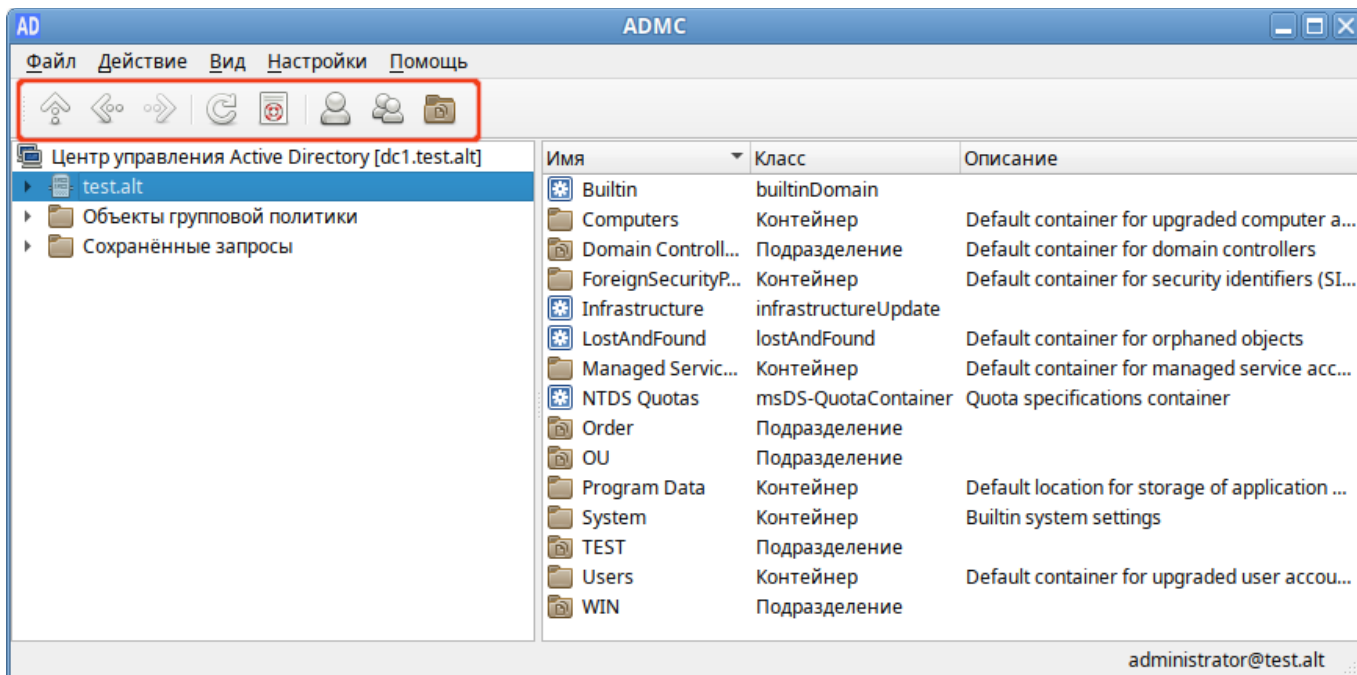 AD ADMC
Файл Действие Вид Настройки Помощь
Центр управления Active Directory [dc1.test.alt]
test.alt
Объекты групповой политики
Сохранённые запросы
Имя Класс Описание
Builtin builtinDomain
Computers Контейнер Default container for upgraded computer a...
Domain Controll... Подразделение Default container for domain controllers
ForeignSecurityP... Контейнер Default container for security identifiers (SI...
Infrastructure infrastructureUpdate
LostAndFound lostAndFound Default container for orphaned objects
Managed Servic... Контейнер Default container for managed service acc...
NTDS Quotas msDS-QuotaContainer Quota specifications container
Order Подразделение
OU Подразделение
Program Data Контейнер Default location for storage of application ...
System Контейнер Builtin system settings
TEST Подразделение
Users Контейнер Default container for upgraded user accou...
WIN Подразделение
administrator@test.alt